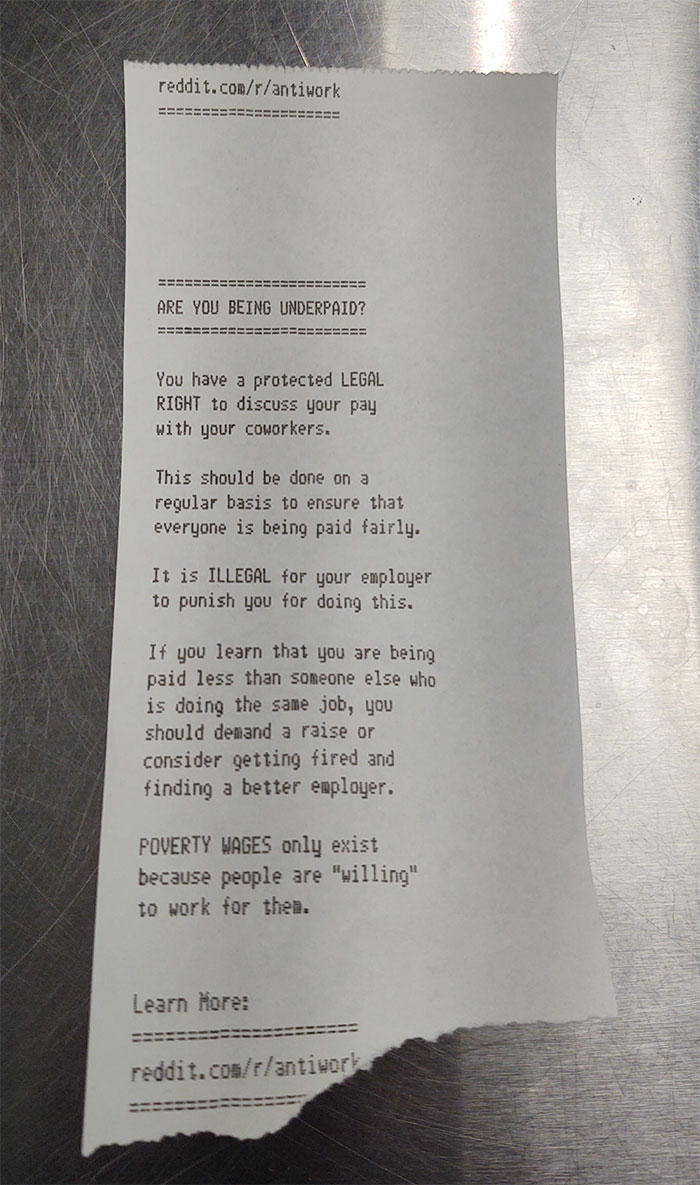 reddit.com/r/antiwork
=====================
=======================
ARE YOU BEING UNDERPAID?
=======================
You have a protected LEGAL
RIGHT to discuss your pay
with your coworkers.
This should be done on a
regular basis to ensure that
everyone is being paid fairly.
It is ILLEGAL for your employer
to punish you for doing this.
If you learn that you are being
paid less than someone else who
is doing the same job, you
should demand a raise or
consider getting fired and
finding a better employer.
POVERTY WAGES only exist
because people are "willing"
to work for them.
Learn More:
=====================
reddit.com/r/antiwork
================